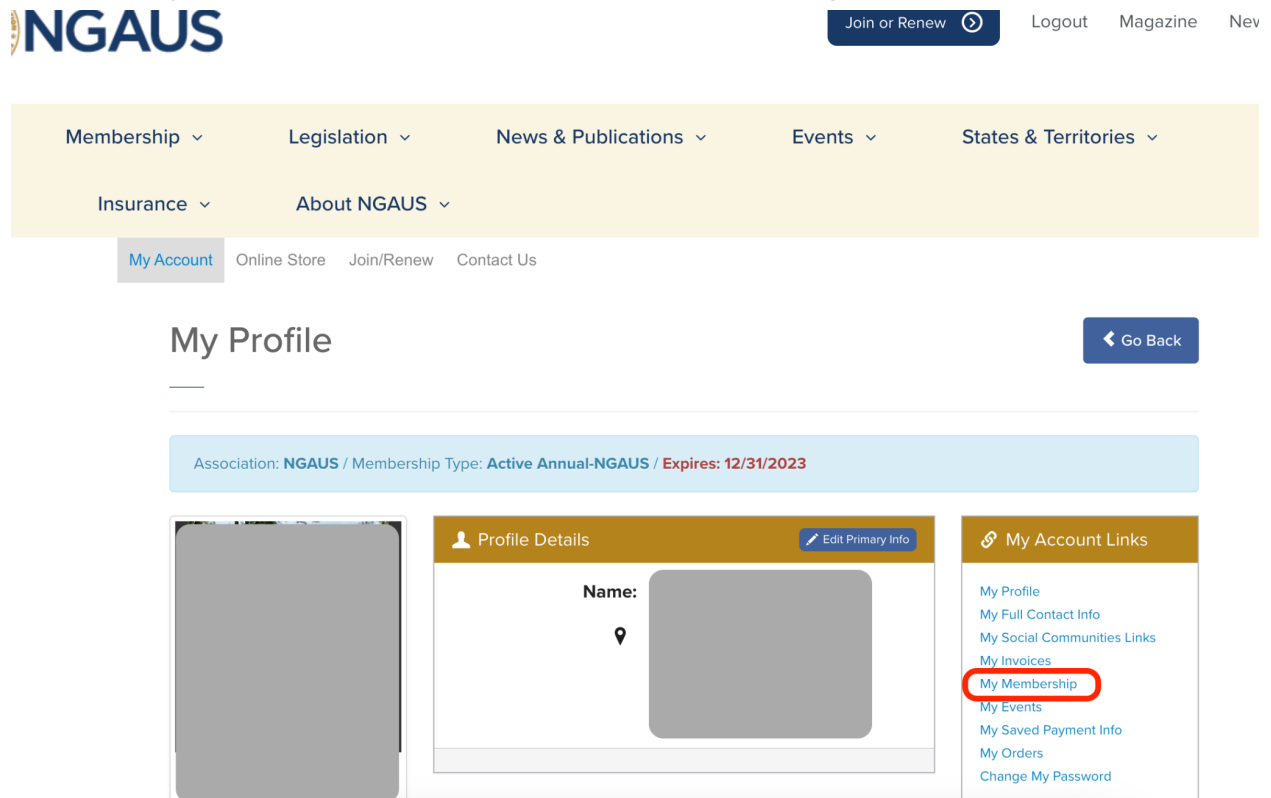 NGAUS
Join or Renew Logout Magazine
Membership Legislation News & Publications Events States & Territories
Insurance About NGAUS
My Account Online Store Join/Renew Contact Us
My Profile
Go Back
Association: NGAUS / Membership Type: Active Annual-NGAUS / Expires: 12/31/2023
Profile Details Edit Primary Info
Name:
My Account Links
My Profile
My Full Contact Info
My Social Communities Links
My Invoices
My Membership
My Events
My Saved Payment Info
My Orders
Change My Password